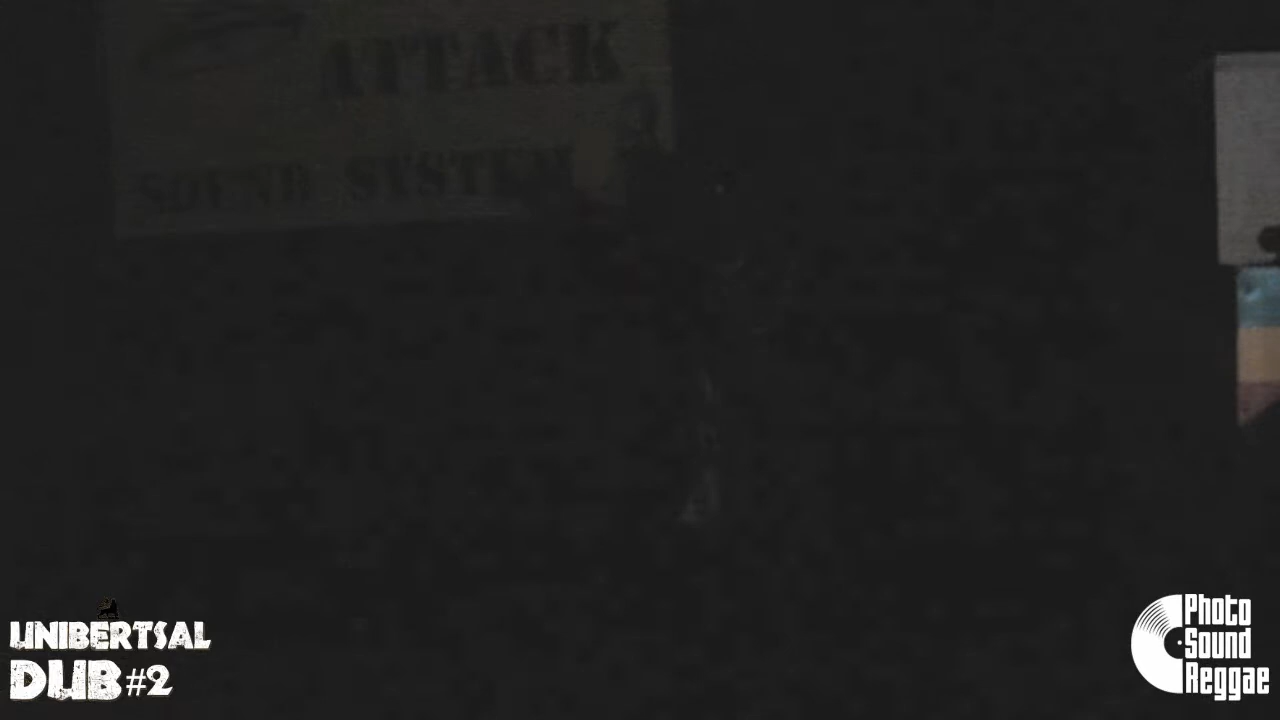 ATTACK
SOUND SYSTEM
UNIBERTSAL
DUB #2
Photo
Sound
Reggae